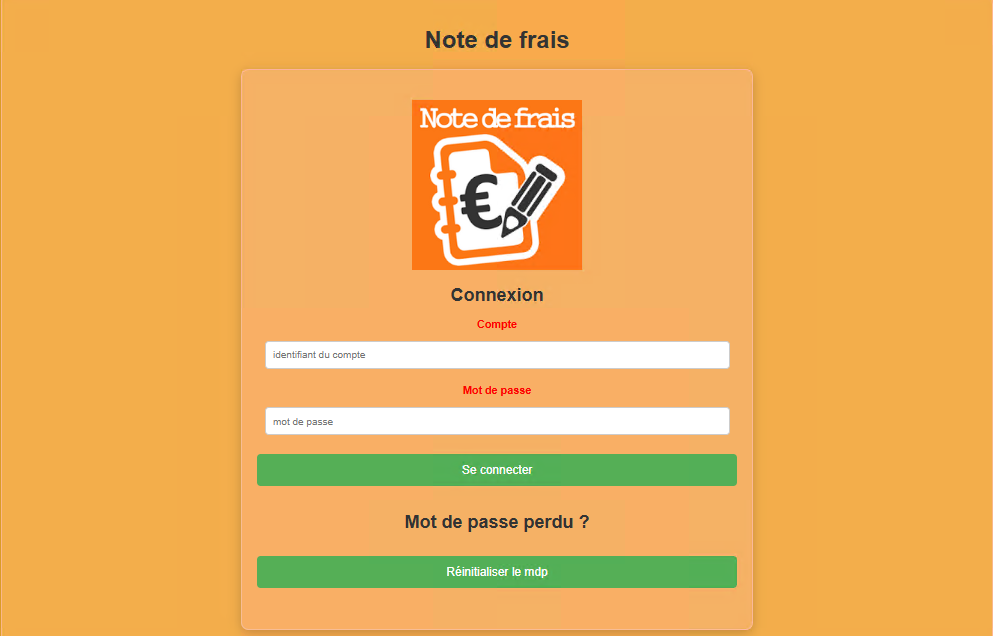 Note de frais
Note de frais
€
Connexion
Compte
identifiant du compte
Mot de passe
mot de passe
Se connecter
Mot de passe perdu ?
Réinitialiser le mdp